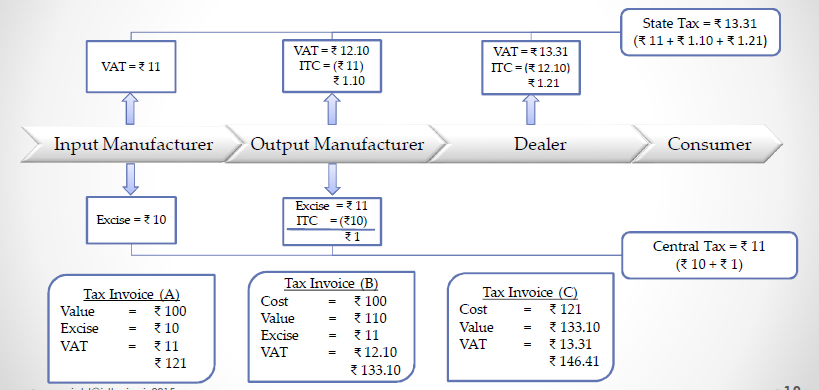 State Tax = ₹ 13.31
(₹ 11 + ₹ 1.10 + ₹ 1.21)
VAT = ₹ 11
VAT = ₹ 12.10
ITC = (₹ 11)
₹ 1.10
VAT = ₹ 13.31
ITC = (₹ 12.10)
₹ 1.21
Input Manufacturer
Output Manufacturer
Dealer
Consumer
Excise = ₹ 10
Excise = ₹ 11
ITC = (₹10)
₹ 1
Central Tax = ₹ 11
(₹ 10 + ₹ 1)
Tax Invoice (A)
Value = ₹ 100
Excise = ₹ 10
VAT = ₹ 11
₹ 121
Tax Invoice (B)
Cost = ₹ 100
Value = ₹ 110
Excise = ₹ 11
VAT = ₹ 12.10
₹ 133.10
Tax Invoice (C)
Cost = ₹ 121
Value = ₹ 133.10
VAT = ₹ 13.31
₹ 146.41